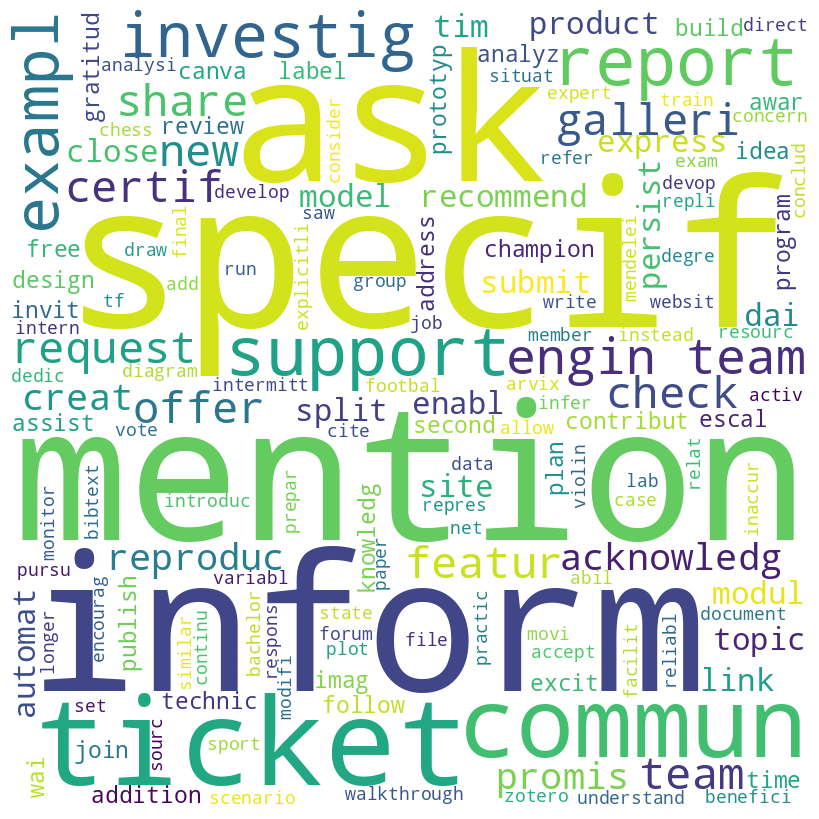 investig
tim
product
build
direct
exampl
gratitud
analysi
canva
label
prototyp
analyz
situat
report
share
ask
expert
train
awar
concern
chess
review
consider
galleri
express
close
new
refer
exam
idea
conclud
certif
develop
model
recommend
persist
devop
repli
saw
specif
free
draw
final
explicitli
address
champion
mendelei
degre
program
design
add
run
group
submit
tf
write
websit
invit
job
dai
intern
member
instead
resourc
request
support
engin team
dedic
diagram
intermitt
footbal
arvix
check
activ
creat
offer
split
enabl
infer
assist
vote
cite
second
allow
contribut
escal
mention
data
plan
violin
lab
relat
monitor
bibtext
introduc
prepar
site
repres
case
inaccur
knowledg
net
reproduc
paper
featur
acknowledg
pursu
variabl
abil
inform
automat
longer
encourag
publish
similar
continu
bachelor
respons
state
forum
file
practic
movi
modul
document
plot
accept
facilit
reliabl
topic
modifi
imag
excit
link
set
technic
follow
ticket
commun
wai
join
sourc
sport
promis
team
time
addition
scenario
walkthrough
zotero
understand
benefici